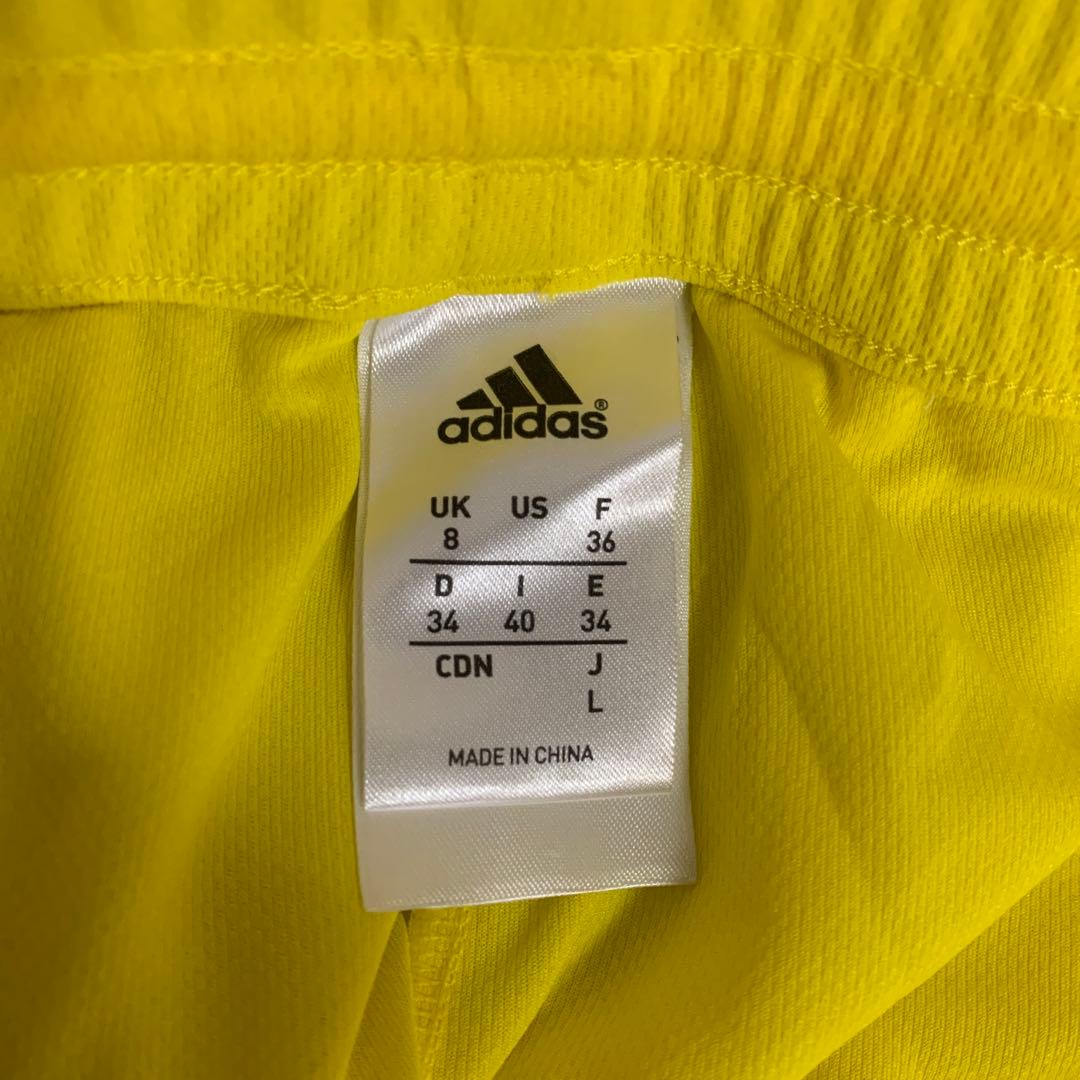 adidas®
UK US F
8 36
D I E
34 40 34
CDN J
L
MADE IN CHINA